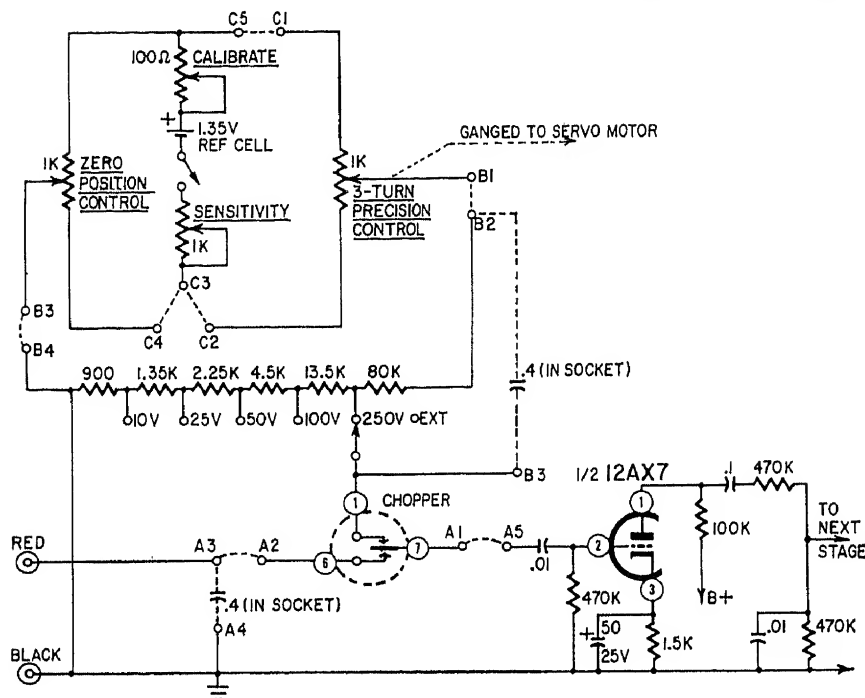 C5 C1
100Ω CALIBRATE
+ 1.35V
REF CELL
GANGED TO SERVO MOTOR
1K ZERO
POSITION
CONTROL
SENSITIVITY
1K
1K
3-TURN
PRECISION
CONTROL
B1
B2
C3
C4 C2
B3
B4
900 1.35K 2.25K 4.5K 13.5K 80K
10V 25V 50V 100V 250V EXT
.4 (IN SOCKET)
B3
1 CHOPPER
1/2 12AX7
.1 470K
1
100K
TO
NEXT
STAGE
B+
RED
A3 A2
6
7
A1 A5
.01
2
3
.4 (IN SOCKET)
A4
470K
+ 50
25V
1.5K
.01
470K
BLACK